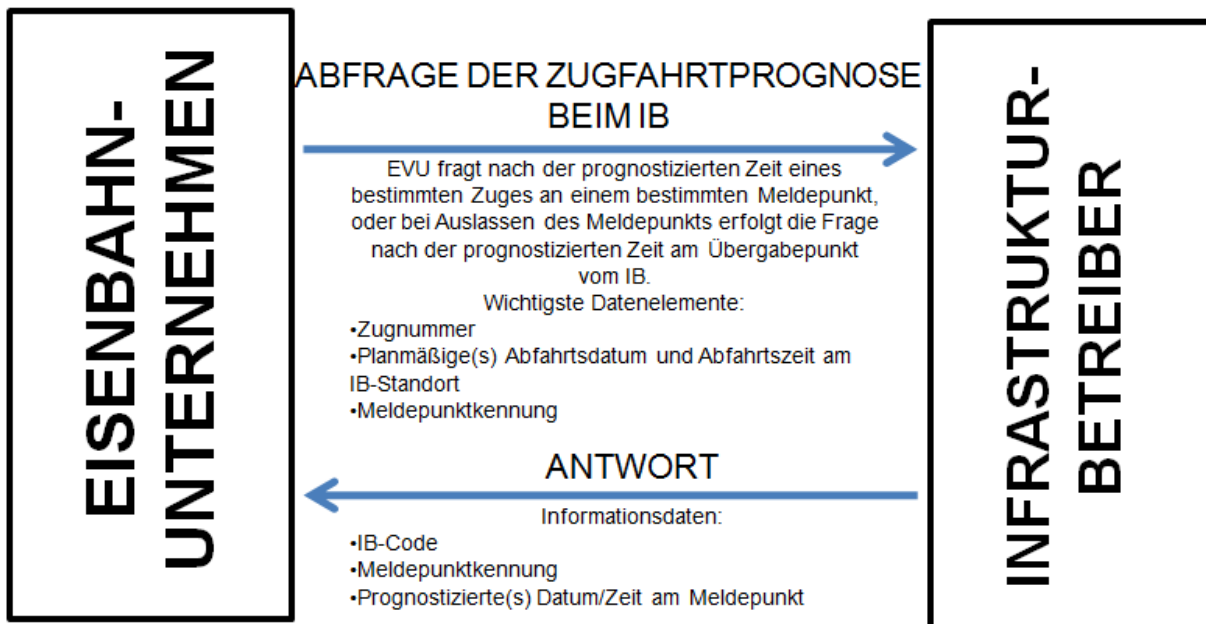 EISENBAHN-
UNTERNEHMEN
ABFRAGE DER ZUGFAHRTPROGNOSE
BEIM IB
EVU fragt nach der prognostizierten Zeit eines
bestimmten Zuges an einem bestimmten Meldepunkt,
oder bei Auslassen des Meldepunkts erfolgt die Frage
nach der prognostizierten Zeit am Übergabepunkt
vom IB.
Wichtigste Datenelemente:
•Zugnummer
•Planmäßige(s) Abfahrtsdatum und Abfahrtszeit am
IB-Standort
•Meldepunktkennung
ANTWORT
Informationsdaten:
•IB-Code
•Meldepunktkennung
•Prognostizierte(s) Datum/Zeit am Meldepunkt
INFRASTRUKTUR-
BETREIBER